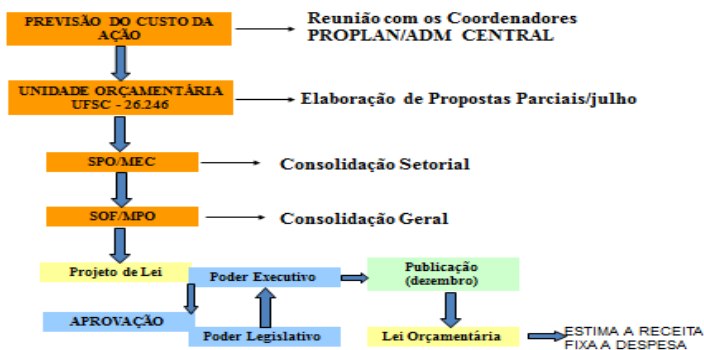 PREVISÃO DO CUSTO DA
AÇÃO
Reunião com os Coordenadores
PROPLAN/ADM CENTRAL
UNIDADE ORÇAMENTÁRIA
UFSC - 26.246
Elaboração de Propostas Parciais/julho
SPO/MEC
Consolidação Setorial
SOF/MPO
Consolidação Geral
Projeto de Lei
Poder Executivo
Publicação
(dezembro)
APROVAÇÃO
Poder Legislativo
Lei Orçamentária
ESTIMA A RECEITA
FIXA A DESPESA